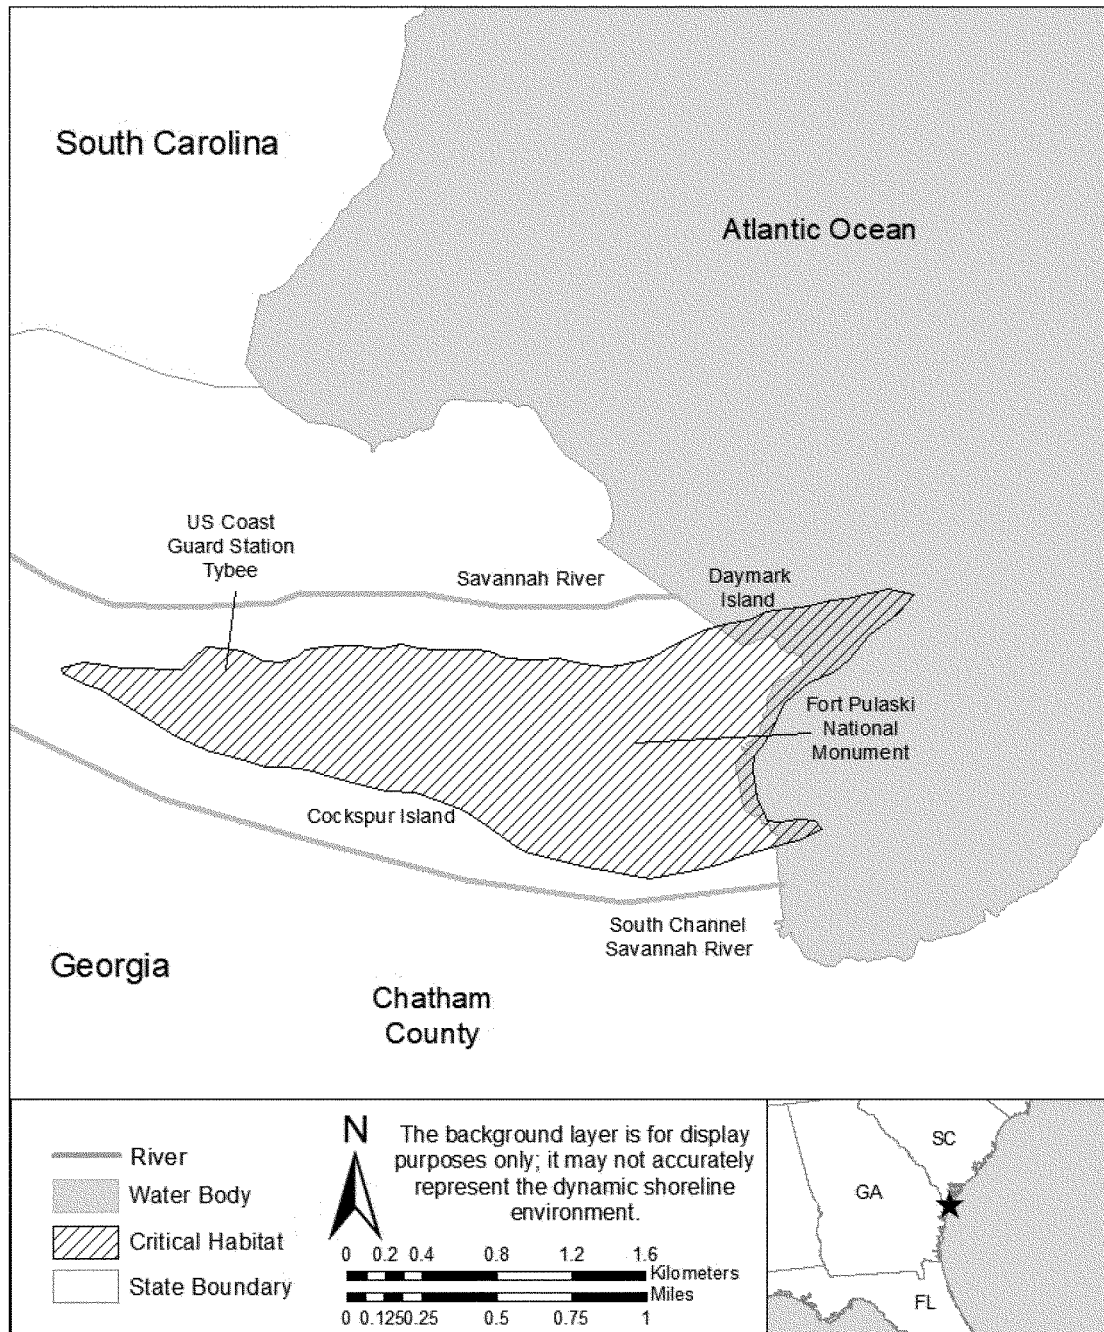 South Carolina
Atlantic Ocean
US Coast
Guard Station
Tybee
Savannah River
Daymark
Island
Fort Pulaski
National
Monument
Cockspur Island
South Channel
Savannah River
Georgia
Chatham
County
River
Water Body
Critical Habitat
State Boundary
N
The background layer is for display
purposes only; it may not accurately
represent the dynamic shoreline
environment.
0 0.2 0.4 0.8 1.2 1.6
Kilometers
Miles
0 0.1250.25 0.5 0.75 1
SC
GA
FL